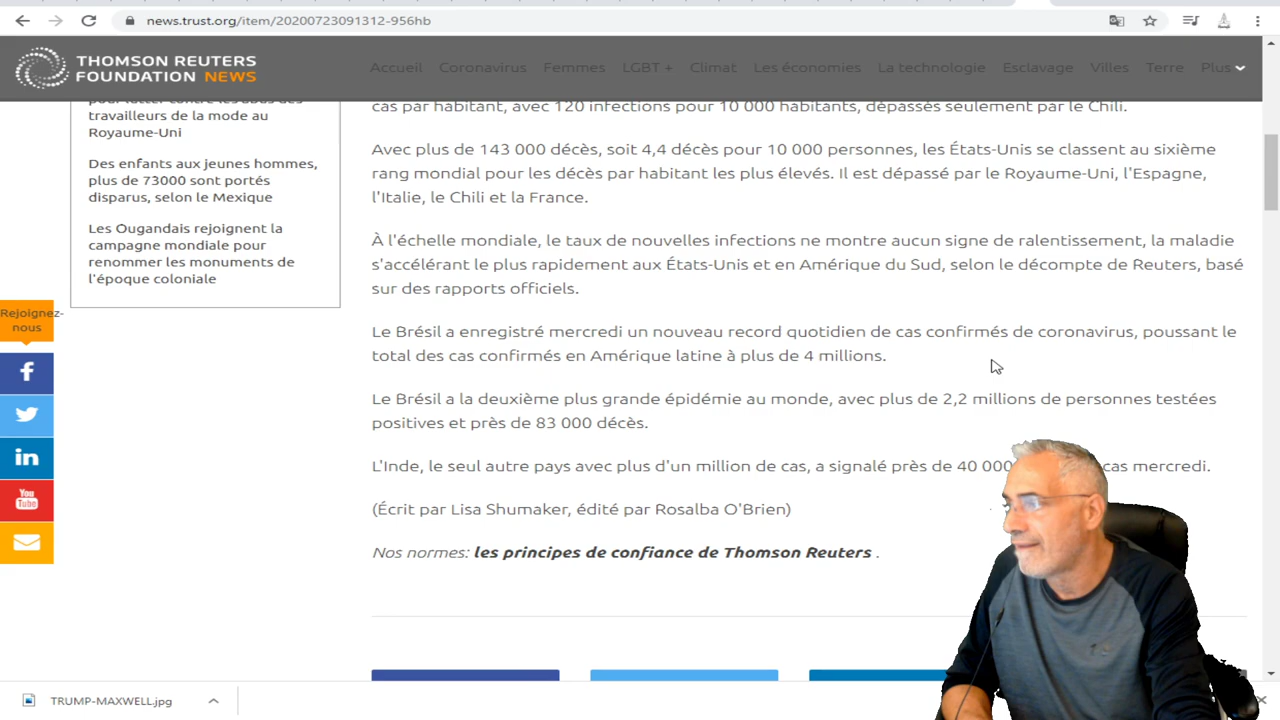 news.trust.org/item/20200723091312-956hb
THOMSON REUTERS
FOUNDATION NEWS
Accueil Coronavirus Femmes LGBT + Climat Les économies La technologie Esclavage Villes Terre Plus
pour lutter contre les abus des
travailleurs de la mode au
Royaume-Uni
Des enfants aux jeunes hommes,
plus de 73000 sont portés
disparus, selon le Mexique
Les Ougandais rejoignent la
campagne mondiale pour
renommer les monuments de
l'époque coloniale
Rejoignez-
nous
cas par habitant, avec 120 infections pour 10 000 habitants, dépassés seulement par le Chili.
Avec plus de 143 000 décès, soit 4,4 décès pour 10 000 personnes, les États-Unis se classent au sixième
rang mondial pour les décès par habitant les plus élevés. Il est dépassé par le Royaume-Uni, l'Espagne,
l'Italie, le Chili et la France.
À l'échelle mondiale, le taux de nouvelles infections ne montre aucun signe de ralentissement, la maladie
s'accélérant le plus rapidement aux États-Unis et en Amérique du Sud, selon le décompte de Reuters, basé
sur des rapports officiels.
Le Brésil a enregistré mercredi un nouveau record quotidien de cas confirmés de coronavirus, poussant le
total des cas confirmés en Amérique latine à plus de 4 millions.
Le Brésil a la deuxième plus grande épidémie au monde, avec plus de 2,2 millions de personnes testées
positives et près de 83 000 décès.
L'Inde, le seul autre pays avec plus d'un million de cas, a signalé près de 40 000 cas mercredi.
(Écrit par Lisa Shumaker, édité par Rosalba O'Brien)
Nos normes: les principes de confiance de Thomson Reuters .
You
Tube
TRUMP-MAXWELL.jpg